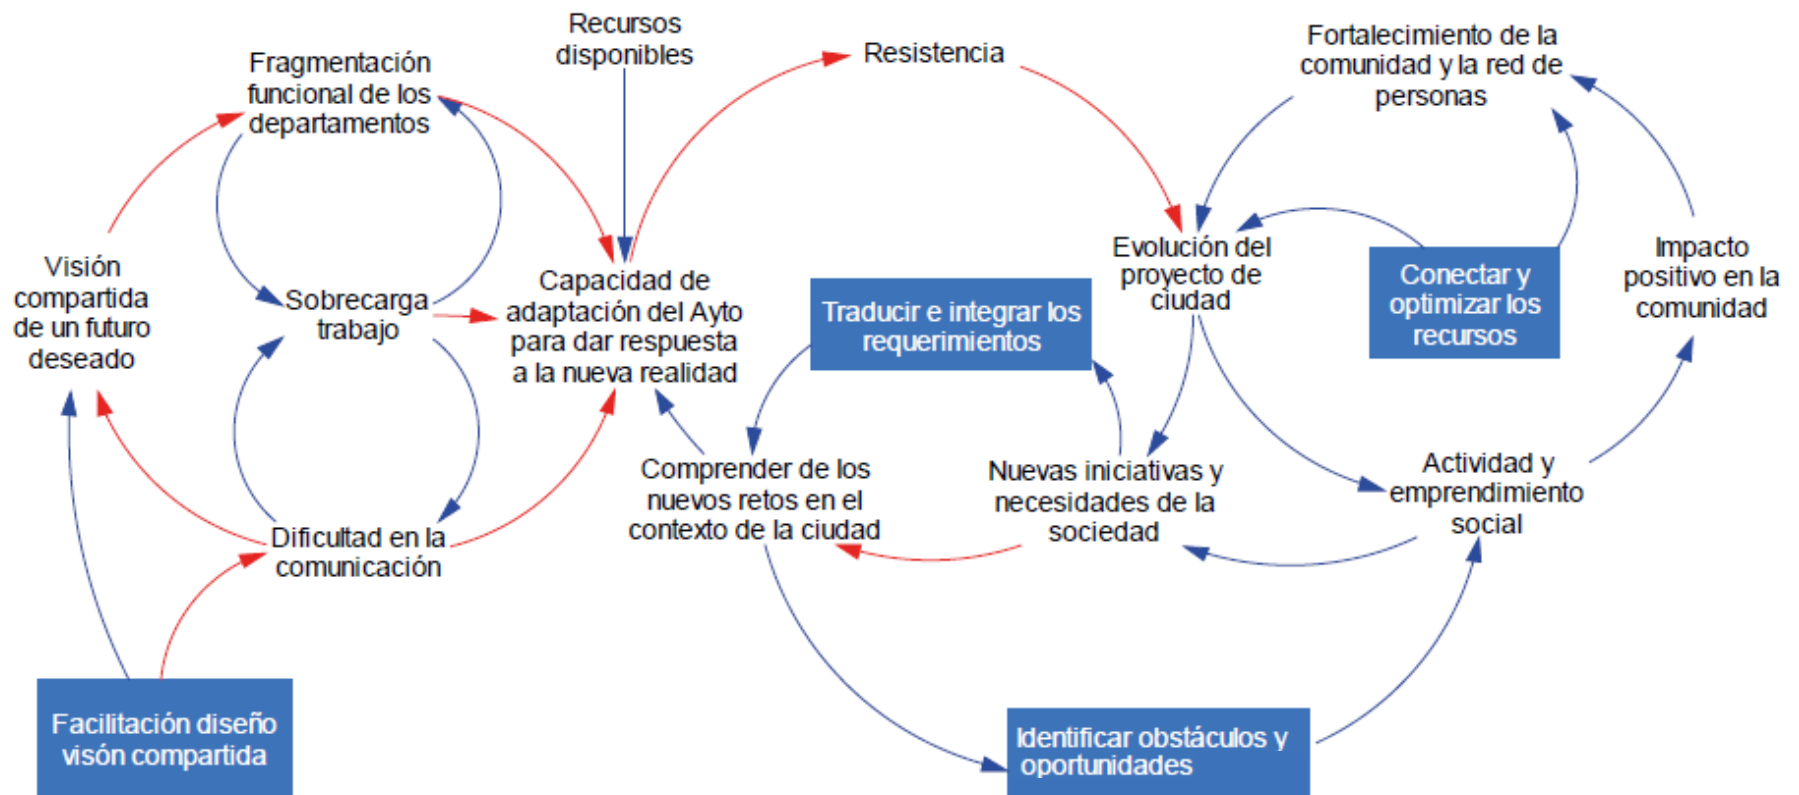 Recursos
disponibles
Resistencia
Fortalecimiento de la
comunidad y la red de
personas
Fragmentación
funcional de los
departamentos
Visión
compartida
de un futuro
deseado
Sobrecarga
trabajo
Capacidad de
adaptación del Ayto
para dar respuesta
a la nueva realidad
Traducir e integrar los
requerimientos
Evolución del
proyecto de
ciudad
Conectar y
optimizar los
recursos
Impacto
positivo en la
comunidad
Comprender de los
nuevos retos en el
contexto de la ciudad
Nuevas iniciativas y
necesidades de la
sociedad
Actividad y
emprendimiento
social
Dificultad en la
comunicación
Facilitación diseño
visón compartida
Identificar obstáculos y
oportunidades